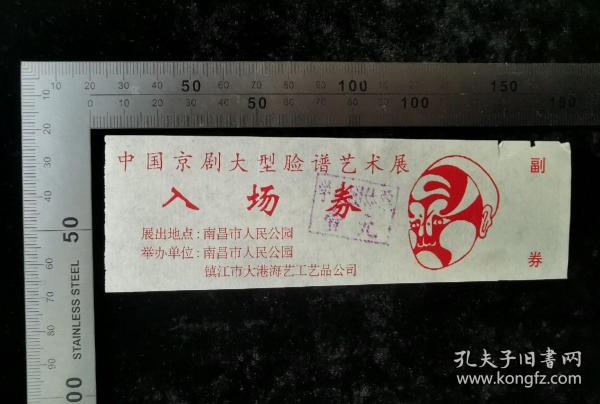 中国京剧大型脸谱艺术展
入场券
展出地点：南昌市人民公园
举办单位：南昌市人民公园
镇江市大港海艺工艺品公司
副
券
STAINLESS STEEL
孔夫子旧书网
www.kongfz.com